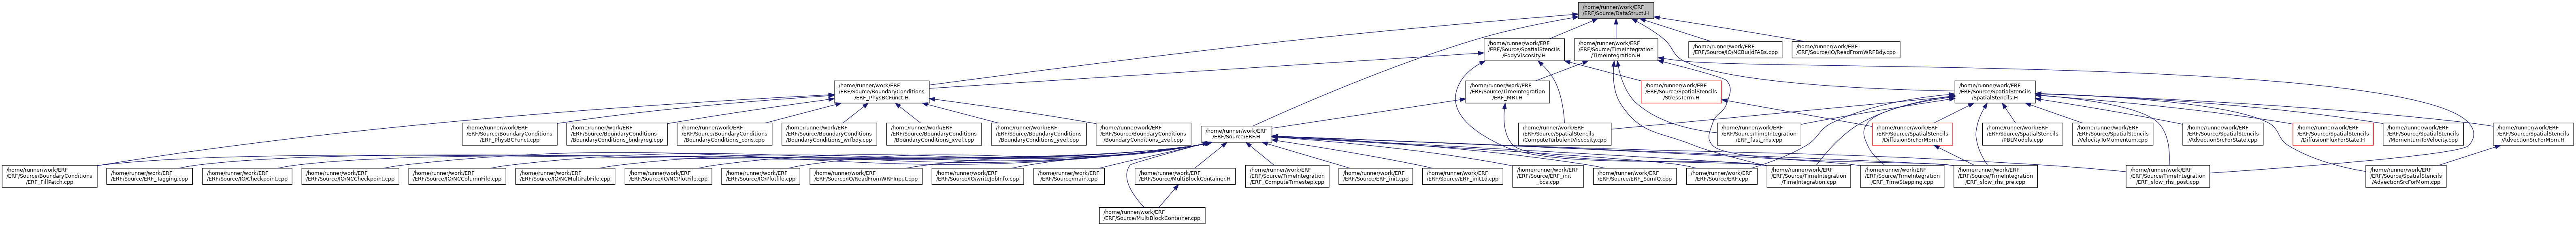 /home/runner/work/ERF
/ERF/Source/DataStruct.H
/home/runner/work/ERF
/ERF/Source/SpatialStencils
/EddyViscosity.H
/home/runner/work/ERF
/ERF/Source/TimeIntegration
/TimeIntegration.H
/home/runner/work/ERF
/ERF/Source/IO/NCBuildFABs.cpp
/home/runner/work/ERF
/ERF/Source/IO/ReadFromWRFBdy.cpp
/home/runner/work/ERF
/ERF/Source/BoundaryConditions
/ERF_PhysBCFunct.H
/home/runner/work/ERF
/ERF/Source/TimeIntegration
/ERF_MRI.H
/home/runner/work/ERF
/ERF/Source/SpatialStencils
/StressTerm.H
/home/runner/work/ERF
/ERF/Source/SpatialStencils
/SpatialStencils.H
/home/runner/work/ERF
/ERF/Source/BoundaryConditions
/ERF_PhysBCFunct.cpp
/home/runner/work/ERF
/ERF/Source/BoundaryConditions
/BoundaryConditions_bndryreg.cpp
/home/runner/work/ERF
/ERF/Source/BoundaryConditions
/BoundaryConditions_cons.cpp
/home/runner/work/ERF
/ERF/Source/BoundaryConditions
/BoundaryConditions_wrfbdy.cpp
/home/runner/work/ERF
/ERF/Source/BoundaryConditions
/BoundaryConditions_xvel.cpp
/home/runner/work/ERF
/ERF/Source/BoundaryConditions
/BoundaryConditions_yvel.cpp
/home/runner/work/ERF
/ERF/Source/BoundaryConditions
/BoundaryConditions_zvel.cpp
/home/runner/work/ERF
/ERF/Source/ERF.H
/home/runner/work/ERF
/ERF/Source/SpatialStencils
/ComputeTurbulentViscosity.cpp
/home/runner/work/ERF
/ERF/Source/TimeIntegration
/ERF_fast_rhs.cpp
/home/runner/work/ERF
/ERF/Source/SpatialStencils
/DiffusionSrcForMom.H
/home/runner/work/ERF
/ERF/Source/SpatialStencils
/PBLModels.cpp
/home/runner/work/ERF
/ERF/Source/SpatialStencils
/VelocityToMomentum.cpp
/home/runner/work/ERF
/ERF/Source/SpatialStencils
/AdvectionSrcForState.cpp
/home/runner/work/ERF
/ERF/Source/SpatialStencils
/DiffusionFluxForState.H
/home/runner/work/ERF
/ERF/Source/SpatialStencils
/MomentumToVelocity.cpp
/home/runner/work/ERF
/ERF/Source/SpatialStencils
/AdvectionSrcForMom.H
/home/runner/work/ERF
/ERF/Source/BoundaryConditions
/ERF_FillPatch.cpp
/home/runner/work/ERF
/ERF/Source/ERF_Tagging.cpp
/home/runner/work/ERF
/ERF/Source/IO/Checkpoint.cpp
/home/runner/work/ERF
/ERF/Source/IO/NCCheckpoint.cpp
/home/runner/work/ERF
/ERF/Source/IO/NCColumnFile.cpp
/home/runner/work/ERF
/ERF/Source/IO/NCMultiFabFile.cpp
/home/runner/work/ERF
/ERF/Source/IO/NCPlotFile.cpp
/home/runner/work/ERF
/ERF/Source/IO/Plotfile.cpp
/home/runner/work/ERF
/ERF/Source/IO/ReadFromWRFInput.cpp
/home/runner/work/ERF
/ERF/Source/IO/writeJobInfo.cpp
/home/runner/work/ERF
/ERF/Source/main.cpp
/home/runner/work/ERF
/ERF/Source/MultiBlockContainer.H
/home/runner/work/ERF
/ERF/Source/TimeIntegration
/ERF_ComputeTimestep.cpp
/home/runner/work/ERF
/ERF/Source/ERF_init.cpp
/home/runner/work/ERF
/ERF/Source/ERF_init1d.cpp
/home/runner/work/ERF
/ERF/Source/ERF_init
_bcs.cpp
/home/runner/work/ERF
/ERF/Source/ERF_SumIQ.cpp
/home/runner/work/ERF
/ERF/Source/ERF.cpp
/home/runner/work/ERF
/ERF/Source/TimeIntegration
/TimeIntegration.cpp
/home/runner/work/ERF
/ERF/Source/TimeIntegration
/ERF_TimeStepping.cpp
/home/runner/work/ERF
/ERF/Source/TimeIntegration
/ERF_slow_rhs_pre.cpp
/home/runner/work/ERF
/ERF/Source/TimeIntegration
/ERF_slow_rhs_post.cpp
/home/runner/work/ERF
/ERF/Source/SpatialStencils
/AdvectionSrcForMom.cpp
/home/runner/work/ERF
/ERF/Source/MultiBlockContainer.cpp